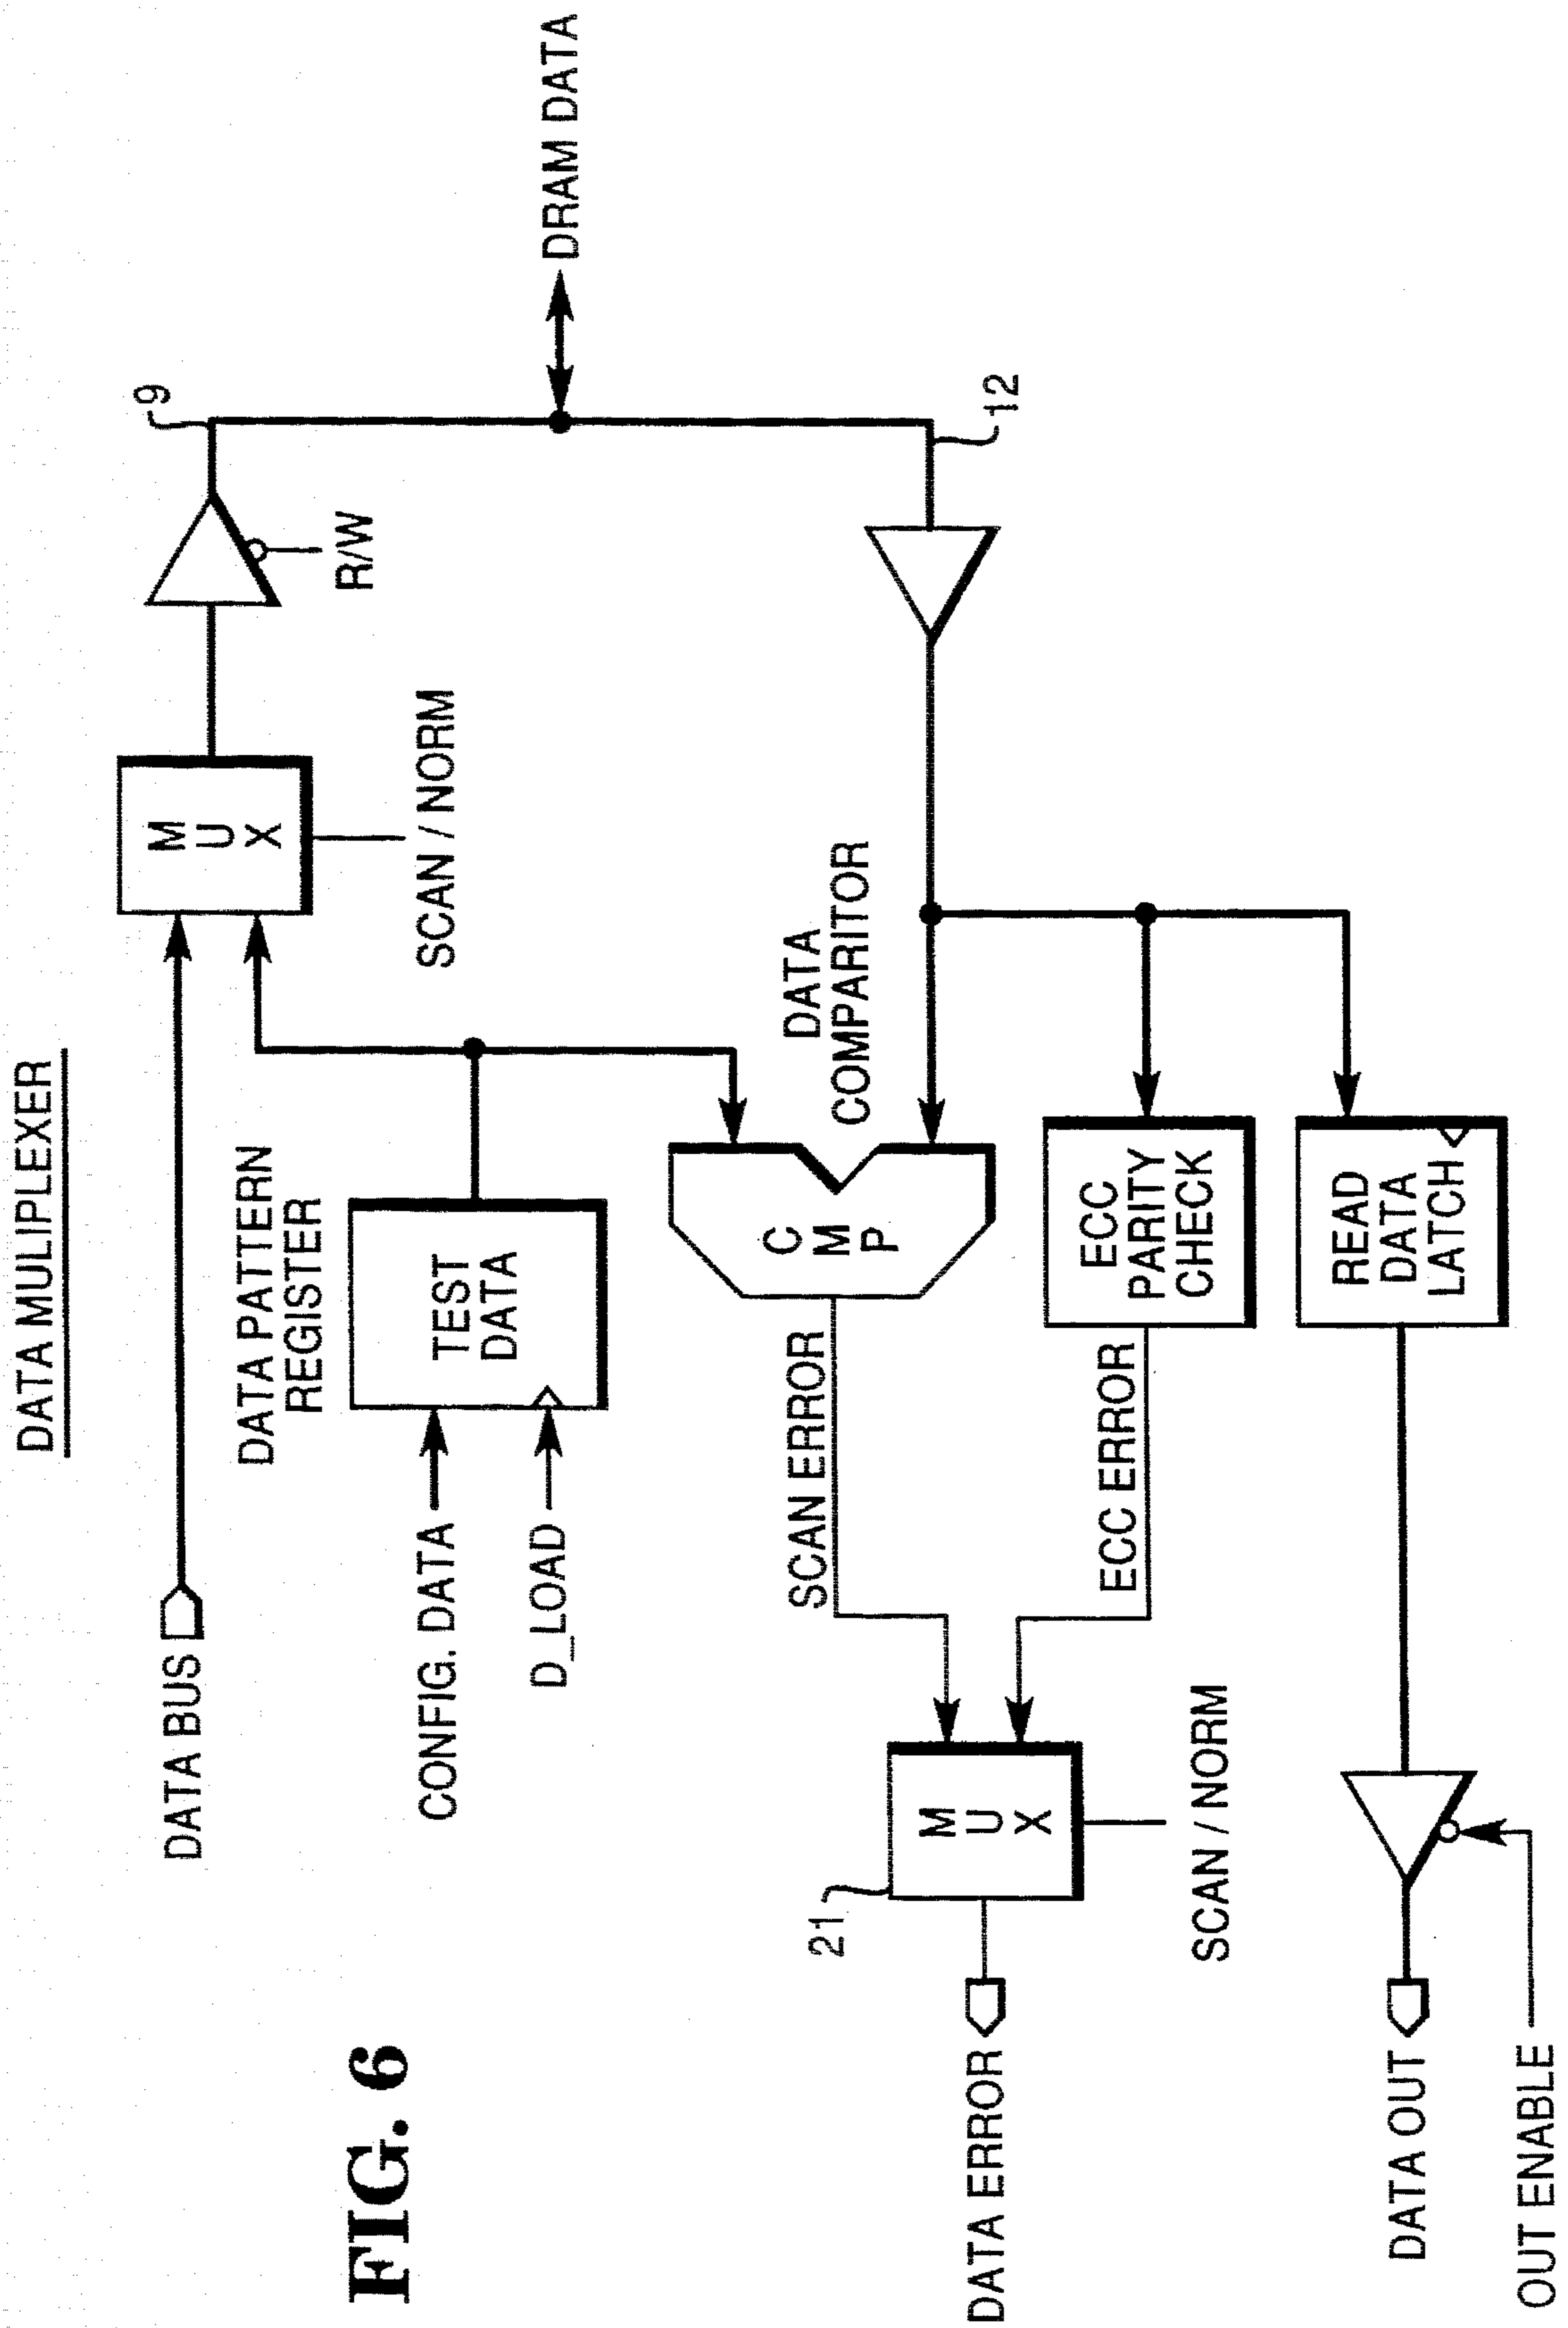 FIG. 6
DATA MULIPLEXER
DATA BUS
DATA PATTERN
REGISTER
CONFIG. DATA
D_LOAD
TEST
DATA
M
U
X
SCAN / NORM
R/W
9
DRAM DATA
12
DATA
COMPARITOR
C
M
P
SCAN ERROR
ECC
PARITY
CHECK
ECC ERROR
READ
DATA
LATCH
21
M
U
X
SCAN / NORM
DATA ERROR
DATA OUT
OUT ENABLE